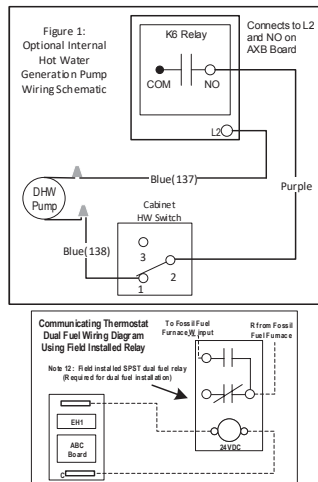 Figure 1:
Optional Internal
Hot Water
Generation Pump
Wiring Schematic
Connects to L2
and NO on
AXB Board
K6 Relay
COM
NO
L2
Blue(137)
Purple
DHW
Pump
Cabinet
HW Switch
Blue(138)
3
2
1
Communicating Thermostat
Dual Fuel Wiring Diagram
Using Field Installed Relay
To Fossil Fuel
Furnace W input
R from Fossil
Fuel Furnace
Note 12: Field installed SPST dual fuel relay
(Required for dual fuel installation)
EH1
ABC
Board
C
24VDC